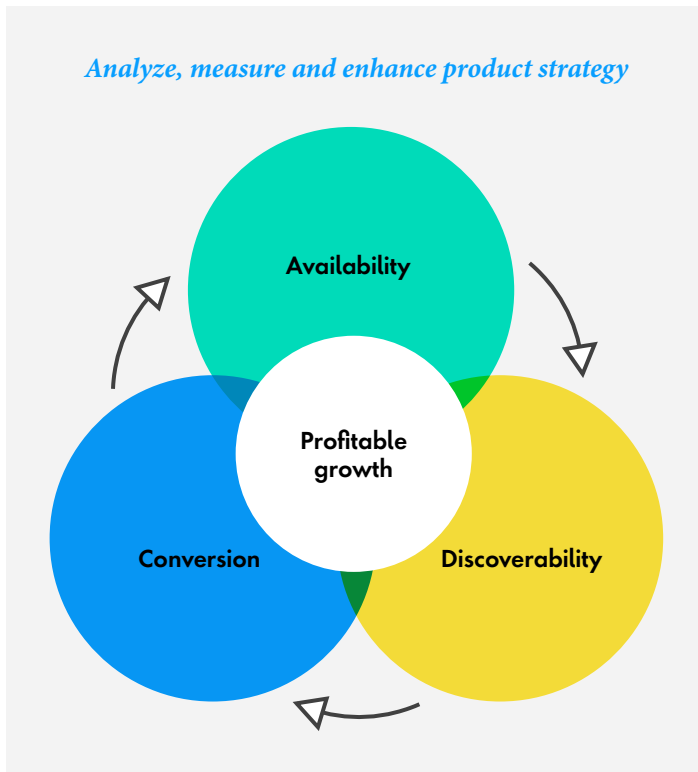 Analyze, measure and enhance product strategy
Availability
Profitable
growth
Conversion
Discoverability